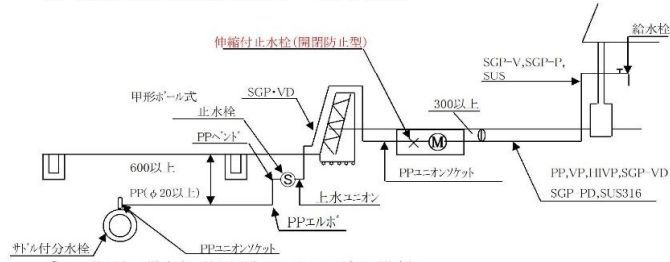 給水栓
伸縮付止水栓(開閉防止型)
SGP-V,SGP-P,
SUS
甲形ボール式
SGP・VD
止水栓
300以上
PPベンド
M
600以上
S
PPユニオンソケット
PP,VP,HIVP,SGP-VD
SGP-PD,SUS316
PP(φ20以上)
上水ユニオン
PPエルボ
サドル付分水栓
PPユニオンソケット